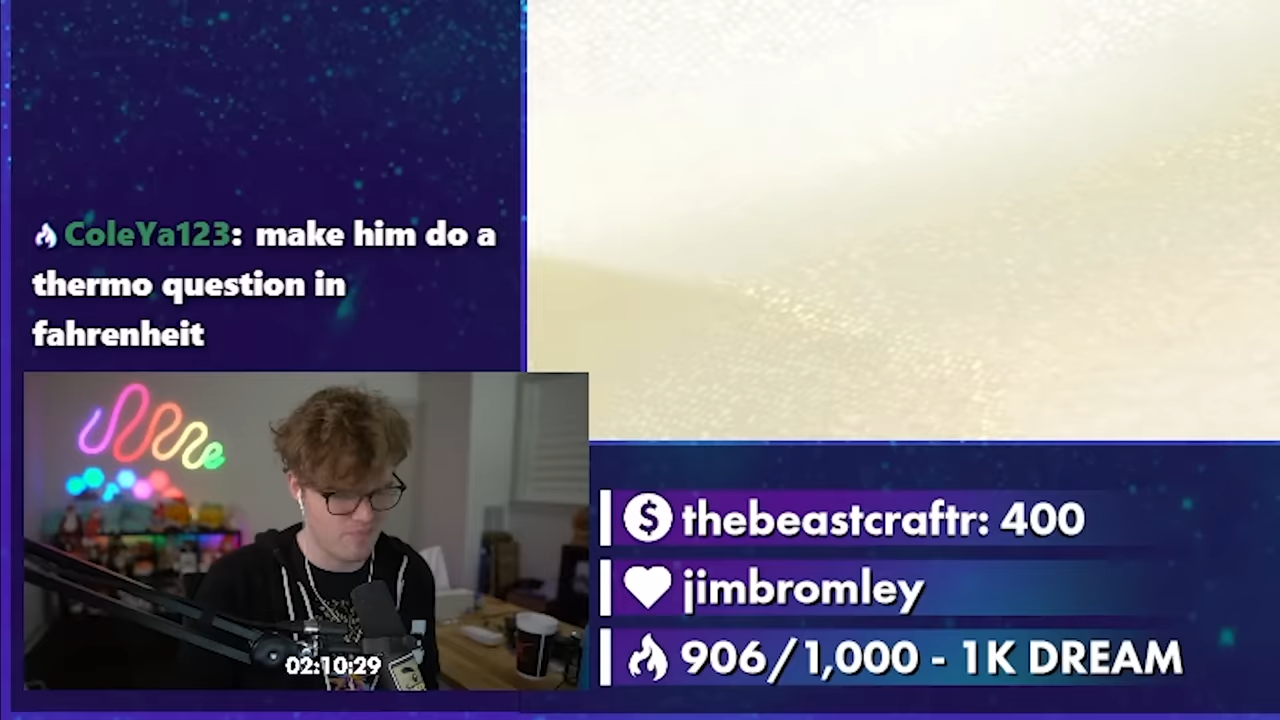 ColeYa123: make him do a
thermo question in
fahrenheit
02:10:29
$ thebeastcraftr: 400
jimbromley
906/1,000 - 1K DREAM